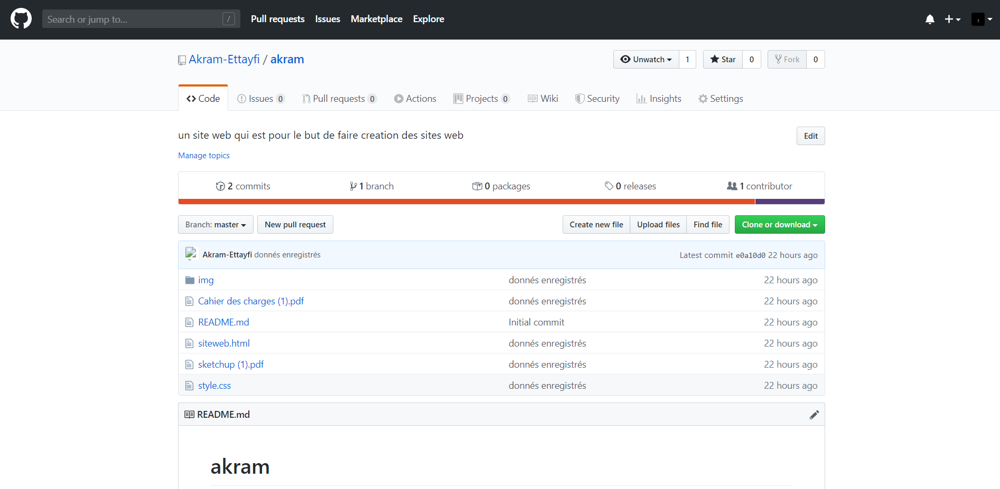 Search or jump to... / Pull requests Issues Marketplace Explore
Akram-Ettayfi / akram Unwatch 1 Star 0 Fork 0
Code Issues 0 Pull requests 0 Actions Projects 0 Wiki Security Insights Settings
un site web qui est pour le but de faire creation des sites web Edit
Manage topics
2 commits 1 branch 0 packages 0 releases 1 contributor
Branch: master New pull request Create new file Upload files Find file Clone or download
Akram-Ettayfi donnés enregistrés Latest commit e0a10d0 22 hours ago
img donnés enregistrés 22 hours ago
Cahier des charges (1).pdf donnés enregistrés 22 hours ago
README.md Initial commit 22 hours ago
siteweb.html donnés enregistrés 22 hours ago
sketchup (1).pdf donnés enregistrés 22 hours ago
style.css donnés enregistrés 22 hours ago
README.md
akram